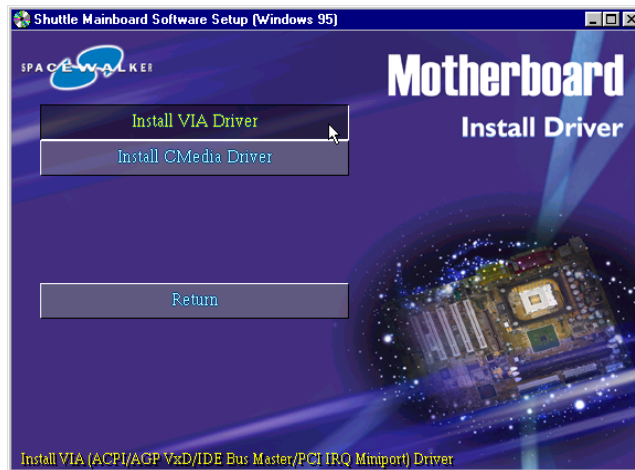 Shuttle Mainboard Software Setup (Windows 95)
SPACEWALKER
Motherboard
Install Driver
Install VIA Driver
Install CMedia Driver
Return
Install VIA (ACPI/AGP VxD/IDE Bus Master/PCI IRQ Miniport) Driver